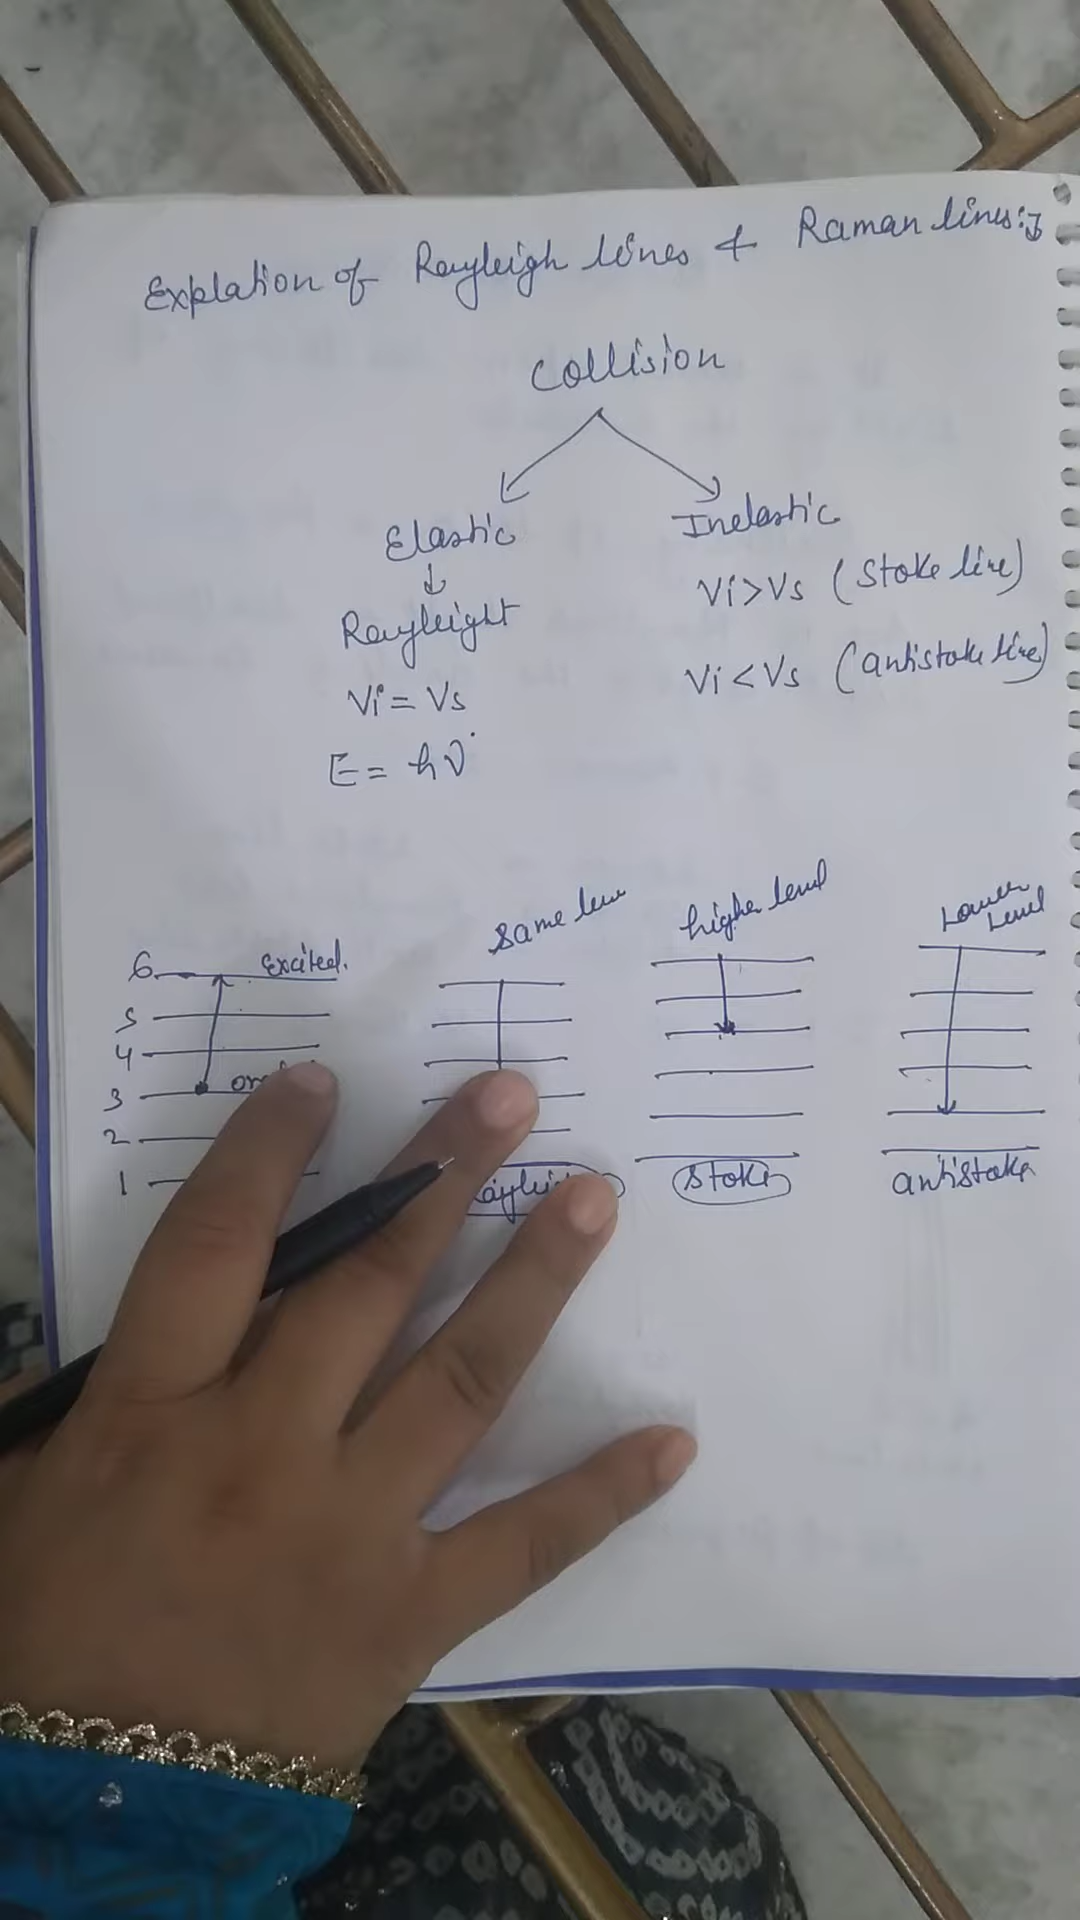 Explation of Rayleigh lines & Raman lines:↴
Collision
Elastic
Inelastic
Rayleight
Vi > Vs (Stoke line)
Vi = Vs
Vi < Vs (antistoke line)
E = hν
Same
higher level
Lower
Level
6
Excited.
5
4
3
2
1
Stoke
antistoke